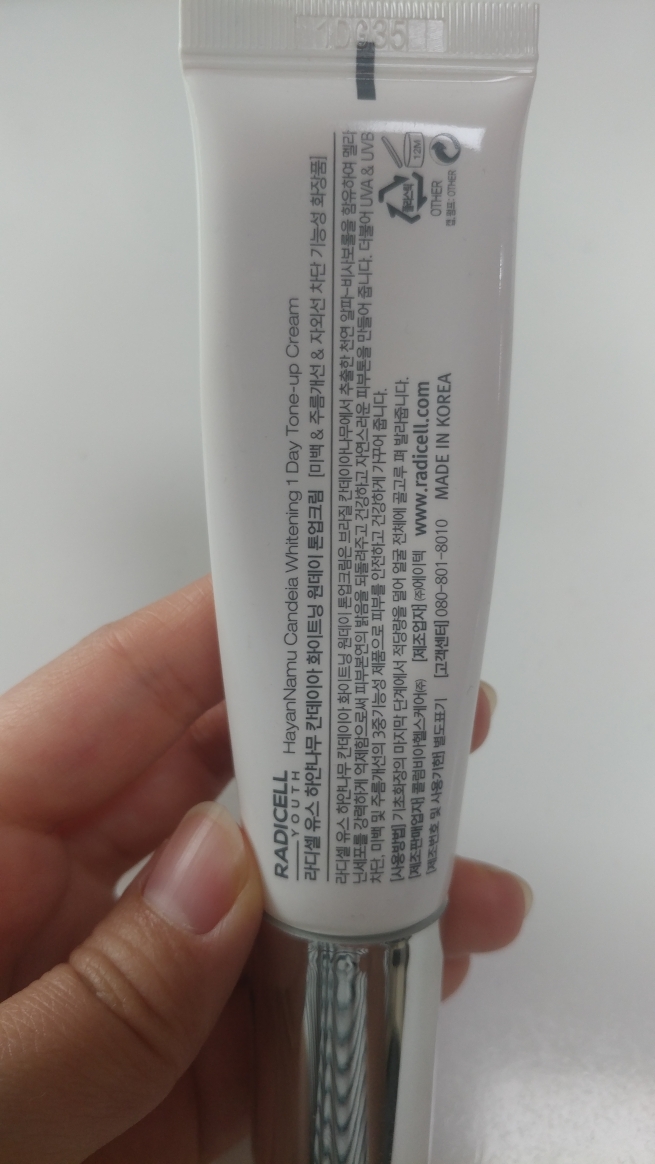 10G35
RADICELL
YOUTH
HayanNamu Candeia Whitening 1 Day Tone-up Cream
라디셀 유스 하얀나무 칸데이아 화이트닝 원데이 톤업크림 [미백 & 주름개선 & 자외선 차단 기능성 화장품]
라디셀 유스 하얀나무 칸데이아 화이트닝 원데이 톤업크림은 브라질 칸데이아나무에서 추출한 천연 알파-비사보롤을 함유하여 멜라
닌세포를 강력하게 억제함으로써 피부본연의 밝음을 되돌려주고 건강하고 자연스러운 피부톤을 만들어 줍니다. 더불어 UVA & UVB
차단, 미백 및 주름개선의 3중기능성 제품으로 피부를 안전하고 건강하게 가꾸어 줍니다.
[사용방법] 기초화장의 마지막 단계에서 적당량을 덜어 얼굴 전체에 골고루 펴 발라줍니다.
[제조판매업재] 콜럼비아헬스케어㈜ [제조업재] ㈜에이텍 www.radicell.com
[제조번호 및 사용기한] 별도표기 [고객센터] 080-801-8010 MADE IN KOREA
12M
플라스틱
OTHER
캡,펌프: OTHER